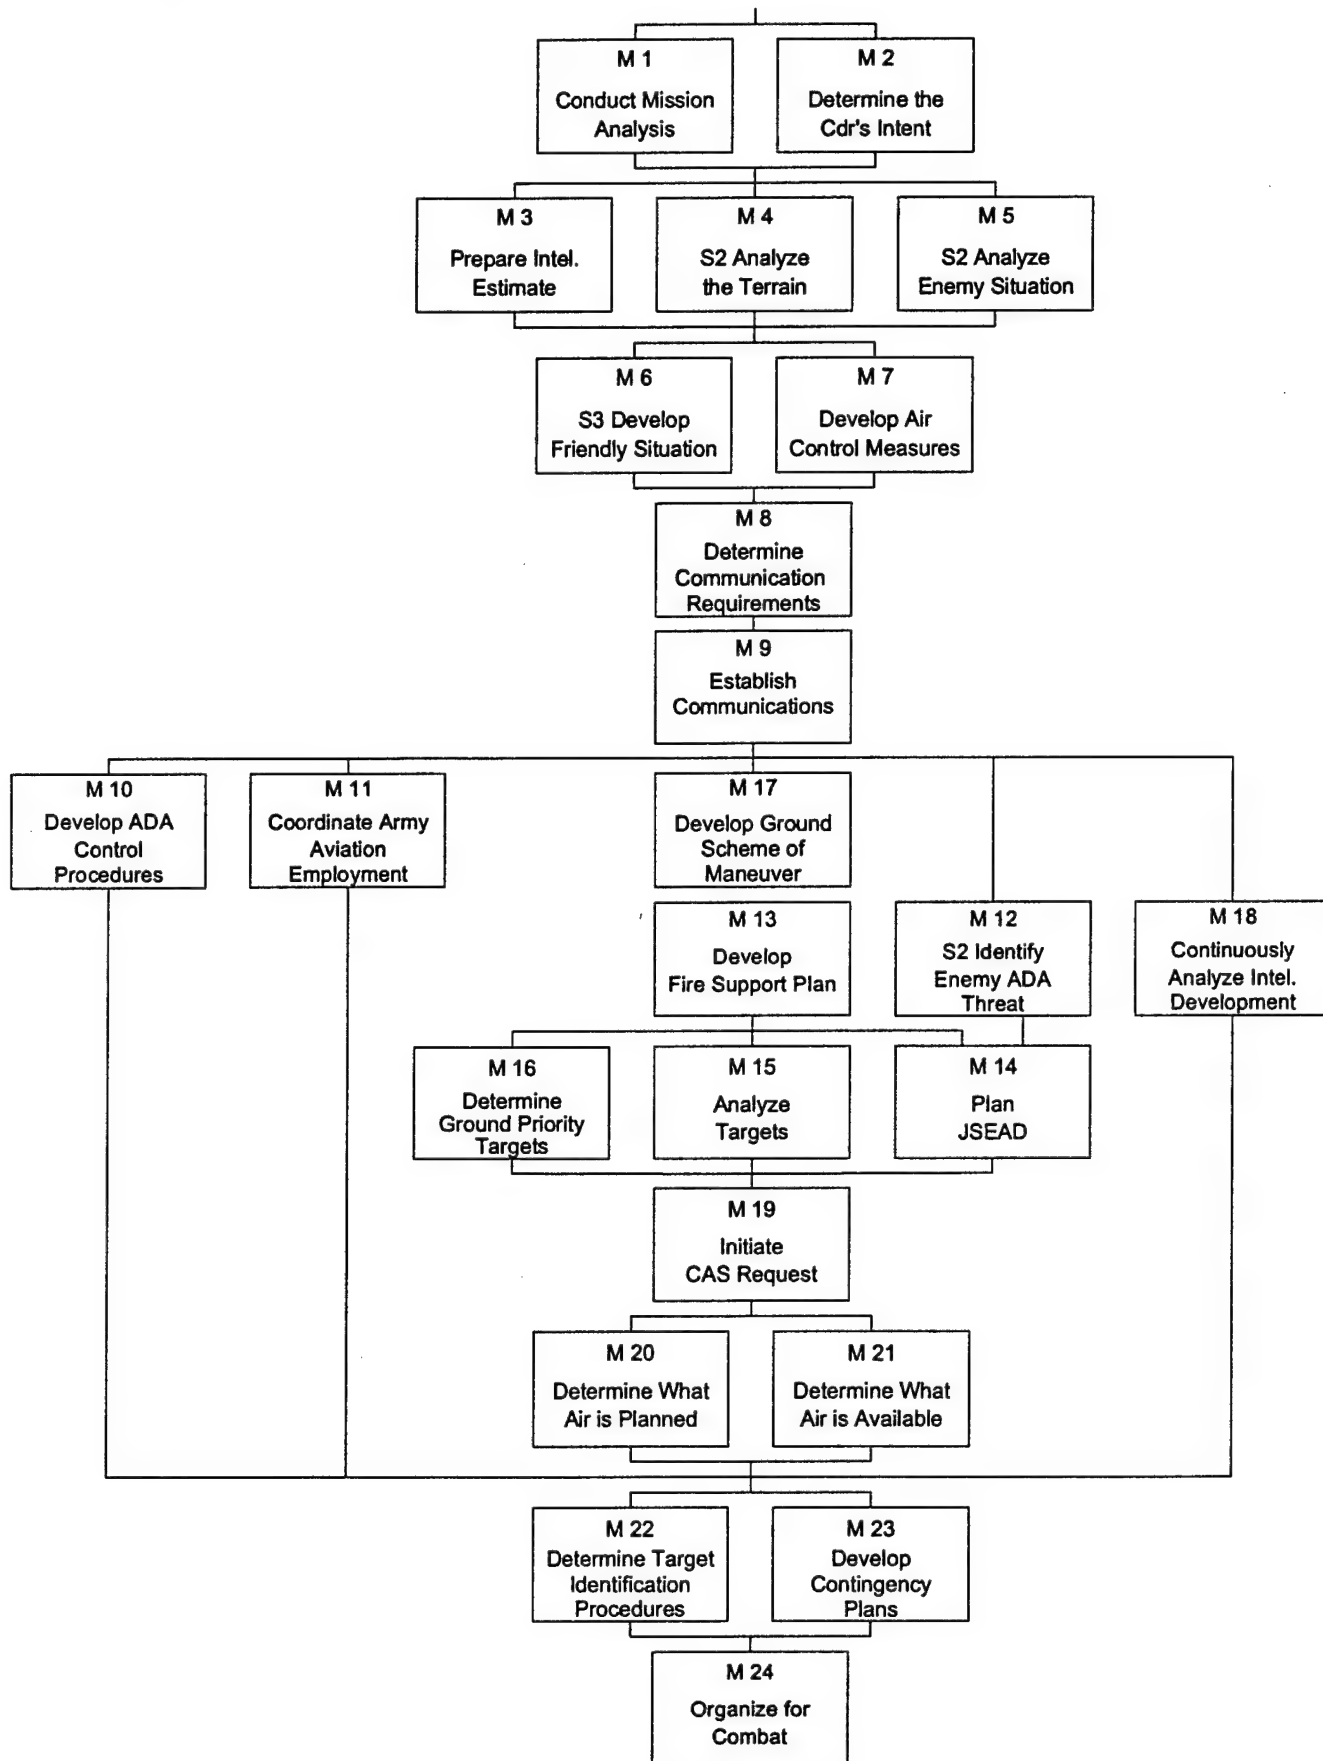 M 1
Conduct Mission
Analysis
M 2
Determine the
Cdr's Intent
M 3
Prepare Intel.
Estimate
M 4
S2 Analyze
the Terrain
M 5
S2 Analyze
Enemy Situation
M 6
S3 Develop
Friendly Situation
M 7
Develop Air
Control Measures
M 8
Determine
Communication
Requirements
M 9
Establish
Communications
M 10
Develop ADA
Control
Procedures
M 11
Coordinate Army
Aviation
Employment
M 17
Develop Ground
Scheme of
Maneuver
M 13
Develop
Fire Support Plan
M 12
S2 Identify
Enemy ADA
Threat
M 18
Continuously
Analyze Intel.
Development
M 16
Determine
Ground Priority
Targets
M 15
Analyze
Targets
M 14
Plan
JSEAD
M 19
Initiate
CAS Request
M 20
Determine What
Air is Planned
M 21
Determine What
Air is Available
M 22
Determine Target
Identification
Procedures
M 23
Develop
Contingency
Plans
M 24
Organize for
Combat